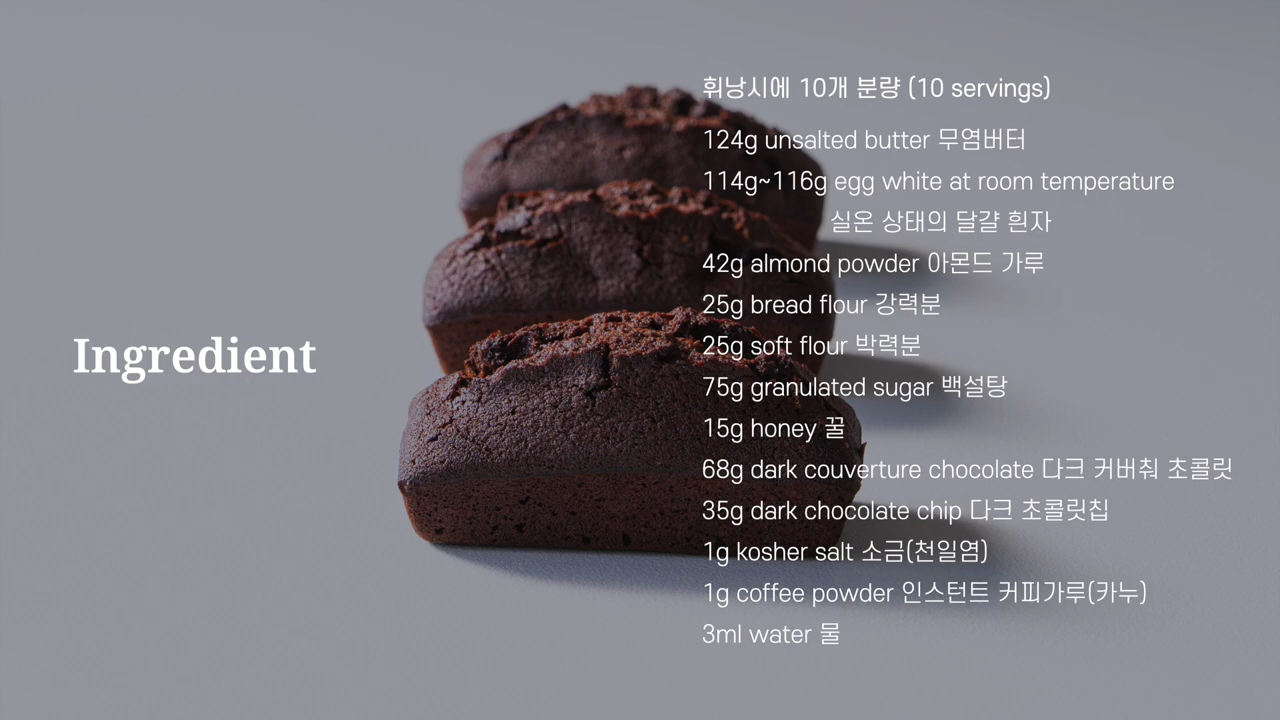 Ingredient
휘낭시에 10개 분량 (10 servings)
124g unsalted butter 무염버터
114g~116g egg white at room temperature
실온 상태의 달걀 흰자
42g almond powder 아몬드 가루
25g bread flour 강력분
25g soft flour 박력분
75g granulated sugar 백설탕
15g honey 꿀
68g dark couverture chocolate 다크 커버춰 초콜릿
35g dark chocolate chip 다크 초콜릿칩
1g kosher salt 소금(천일염)
1g coffee powder 인스턴트 커피가루(카누)
3ml water 물